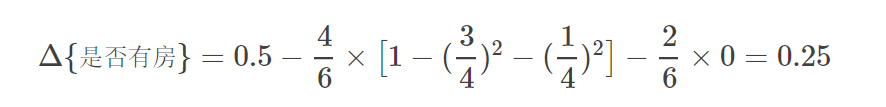 Δ{是否有房} = 0.5 − 4/6 × [1 − (3/4)² − (1/4)²] − 2/6 × 0 = 0.25